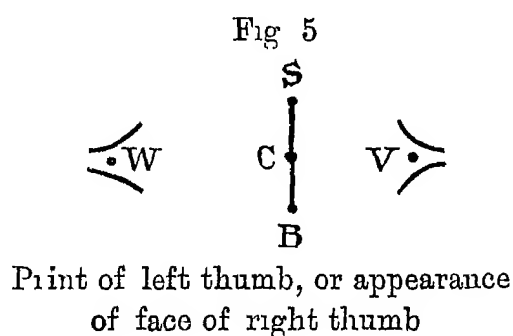 Fig 5
S
W C V
B
Print of left thumb, or appearance
of face of right thumb